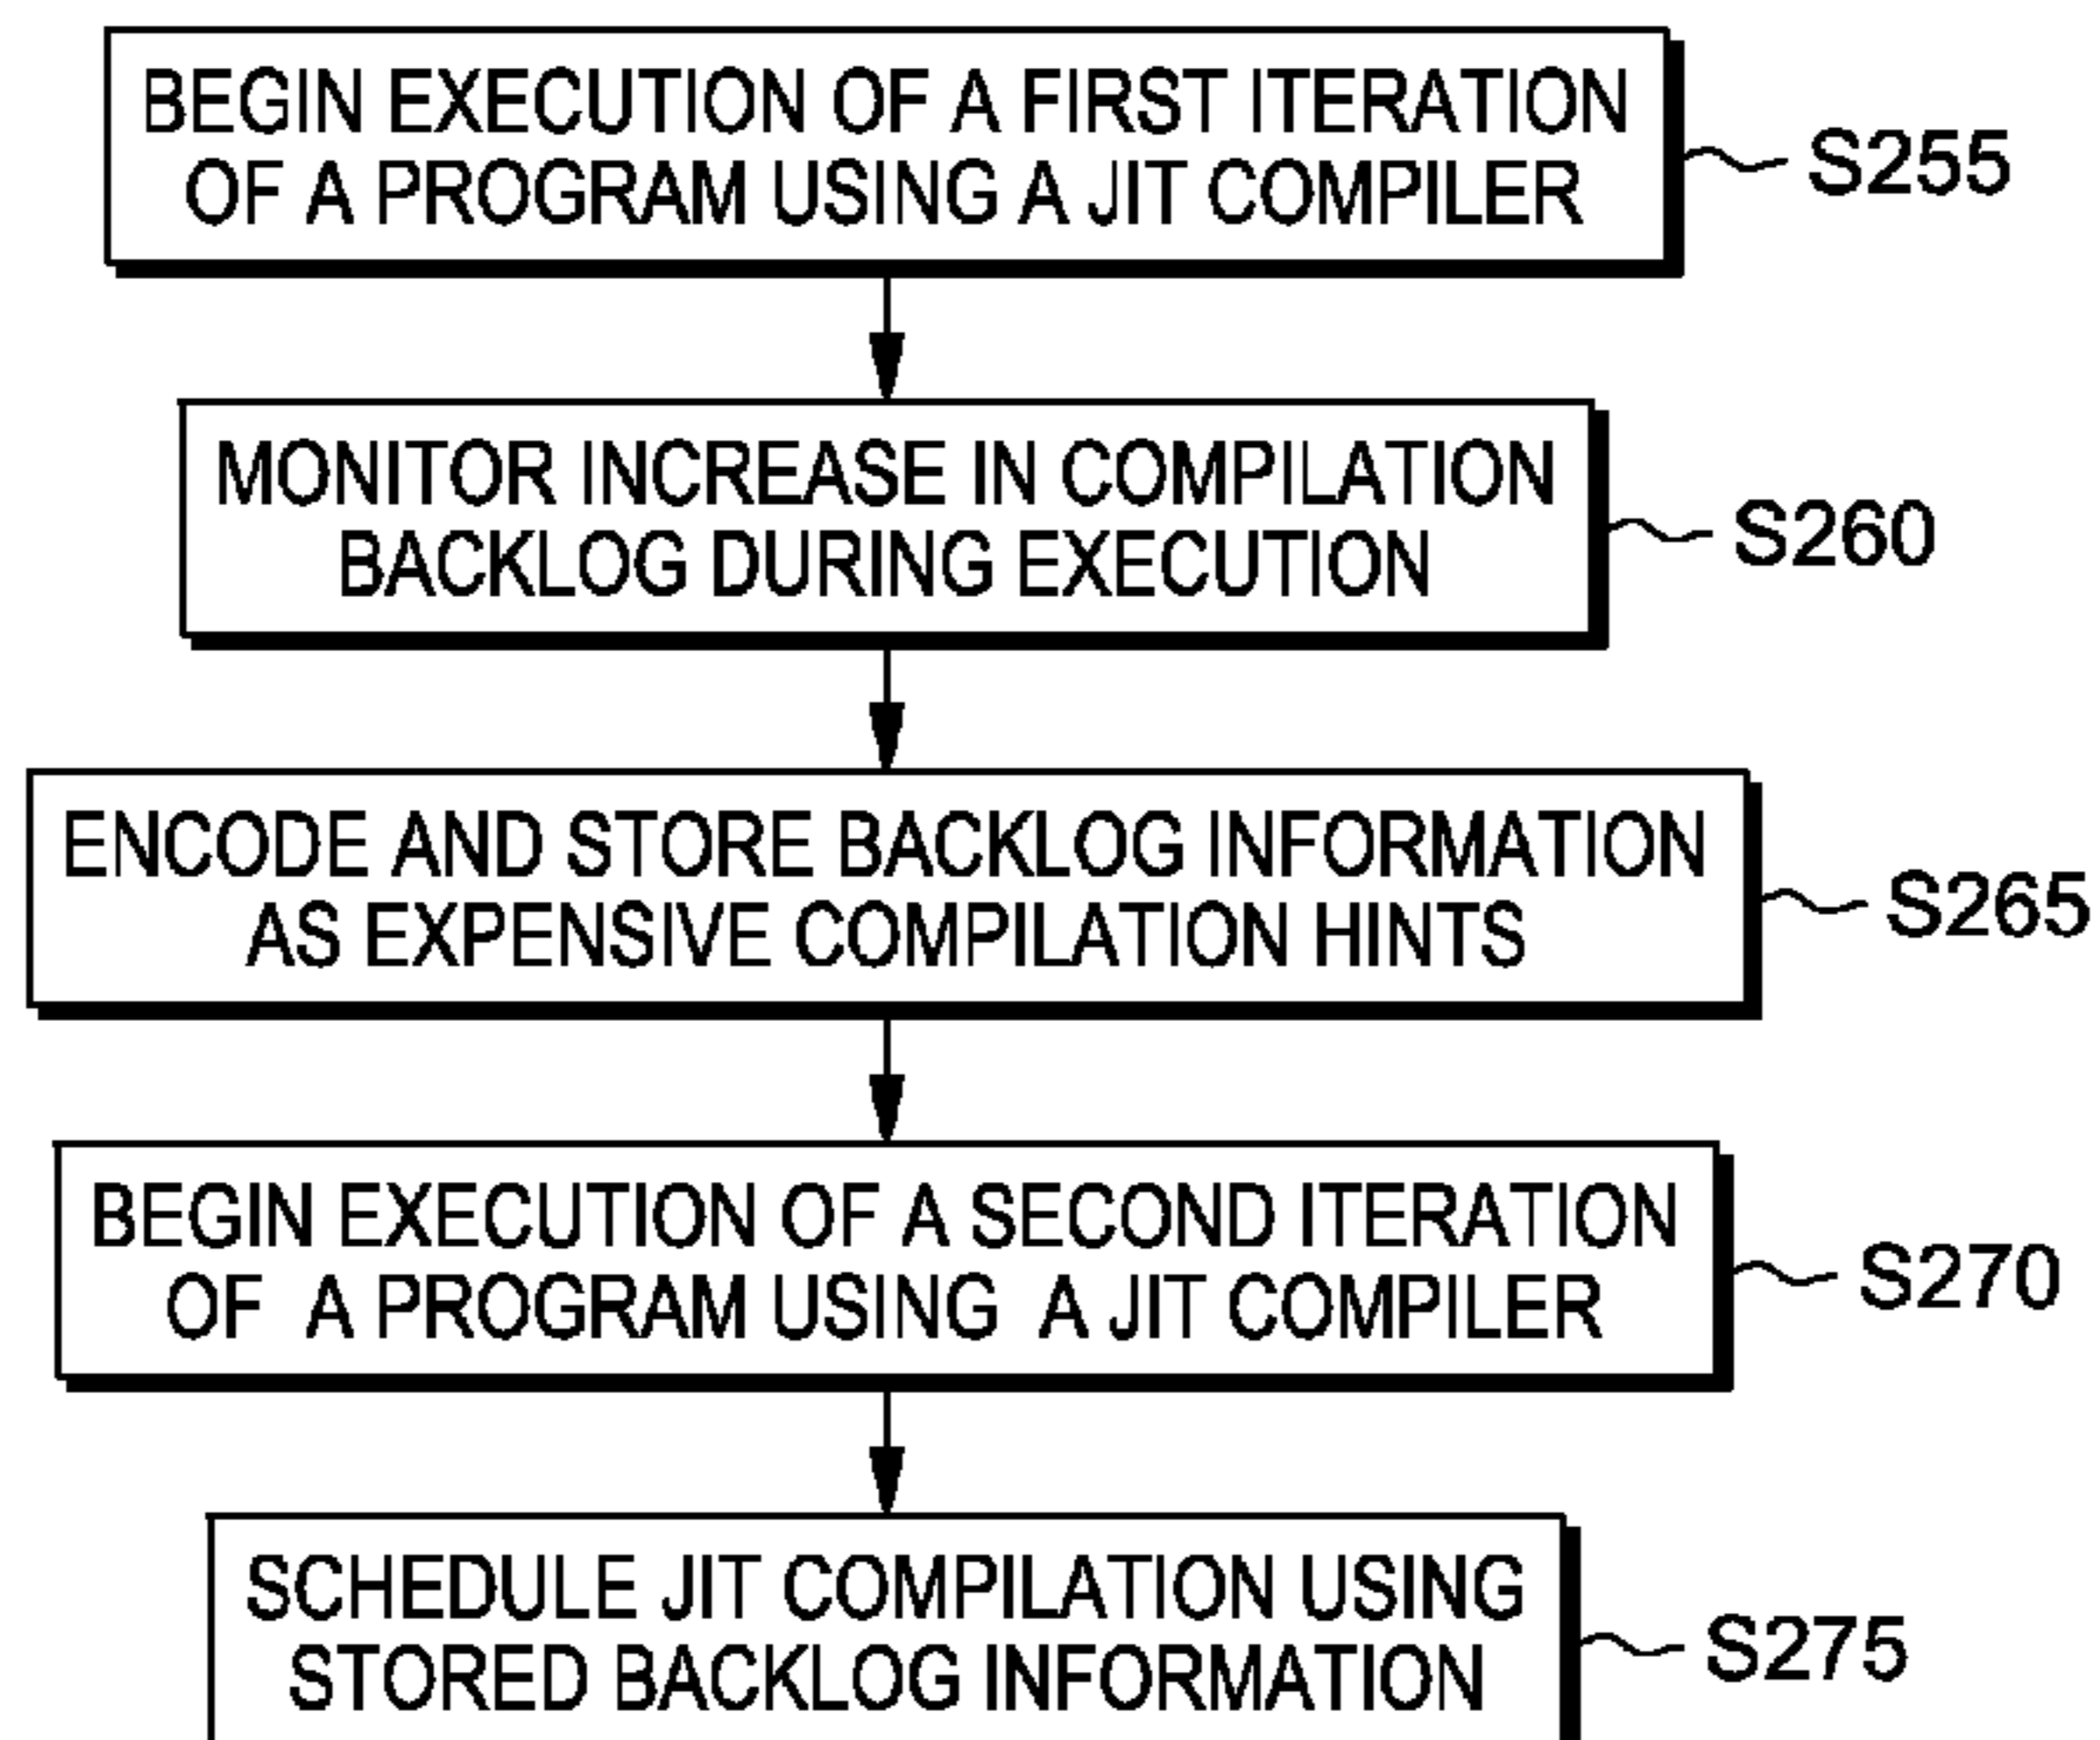 BEGIN EXECUTION OF A FIRST ITERATION
OF A PROGRAM USING A JIT COMPILER
S255
MONITOR INCREASE IN COMPILATION
BACKLOG DURING EXECUTION
S260
ENCODE AND STORE BACKLOG INFORMATION
AS EXPENSIVE COMPILATION HINTS
S265
BEGIN EXECUTION OF A SECOND ITERATION
OF A PROGRAM USING A JIT COMPILER
S270
SCHEDULE JIT COMPILATION USING
STORED BACKLOG INFORMATION
S275